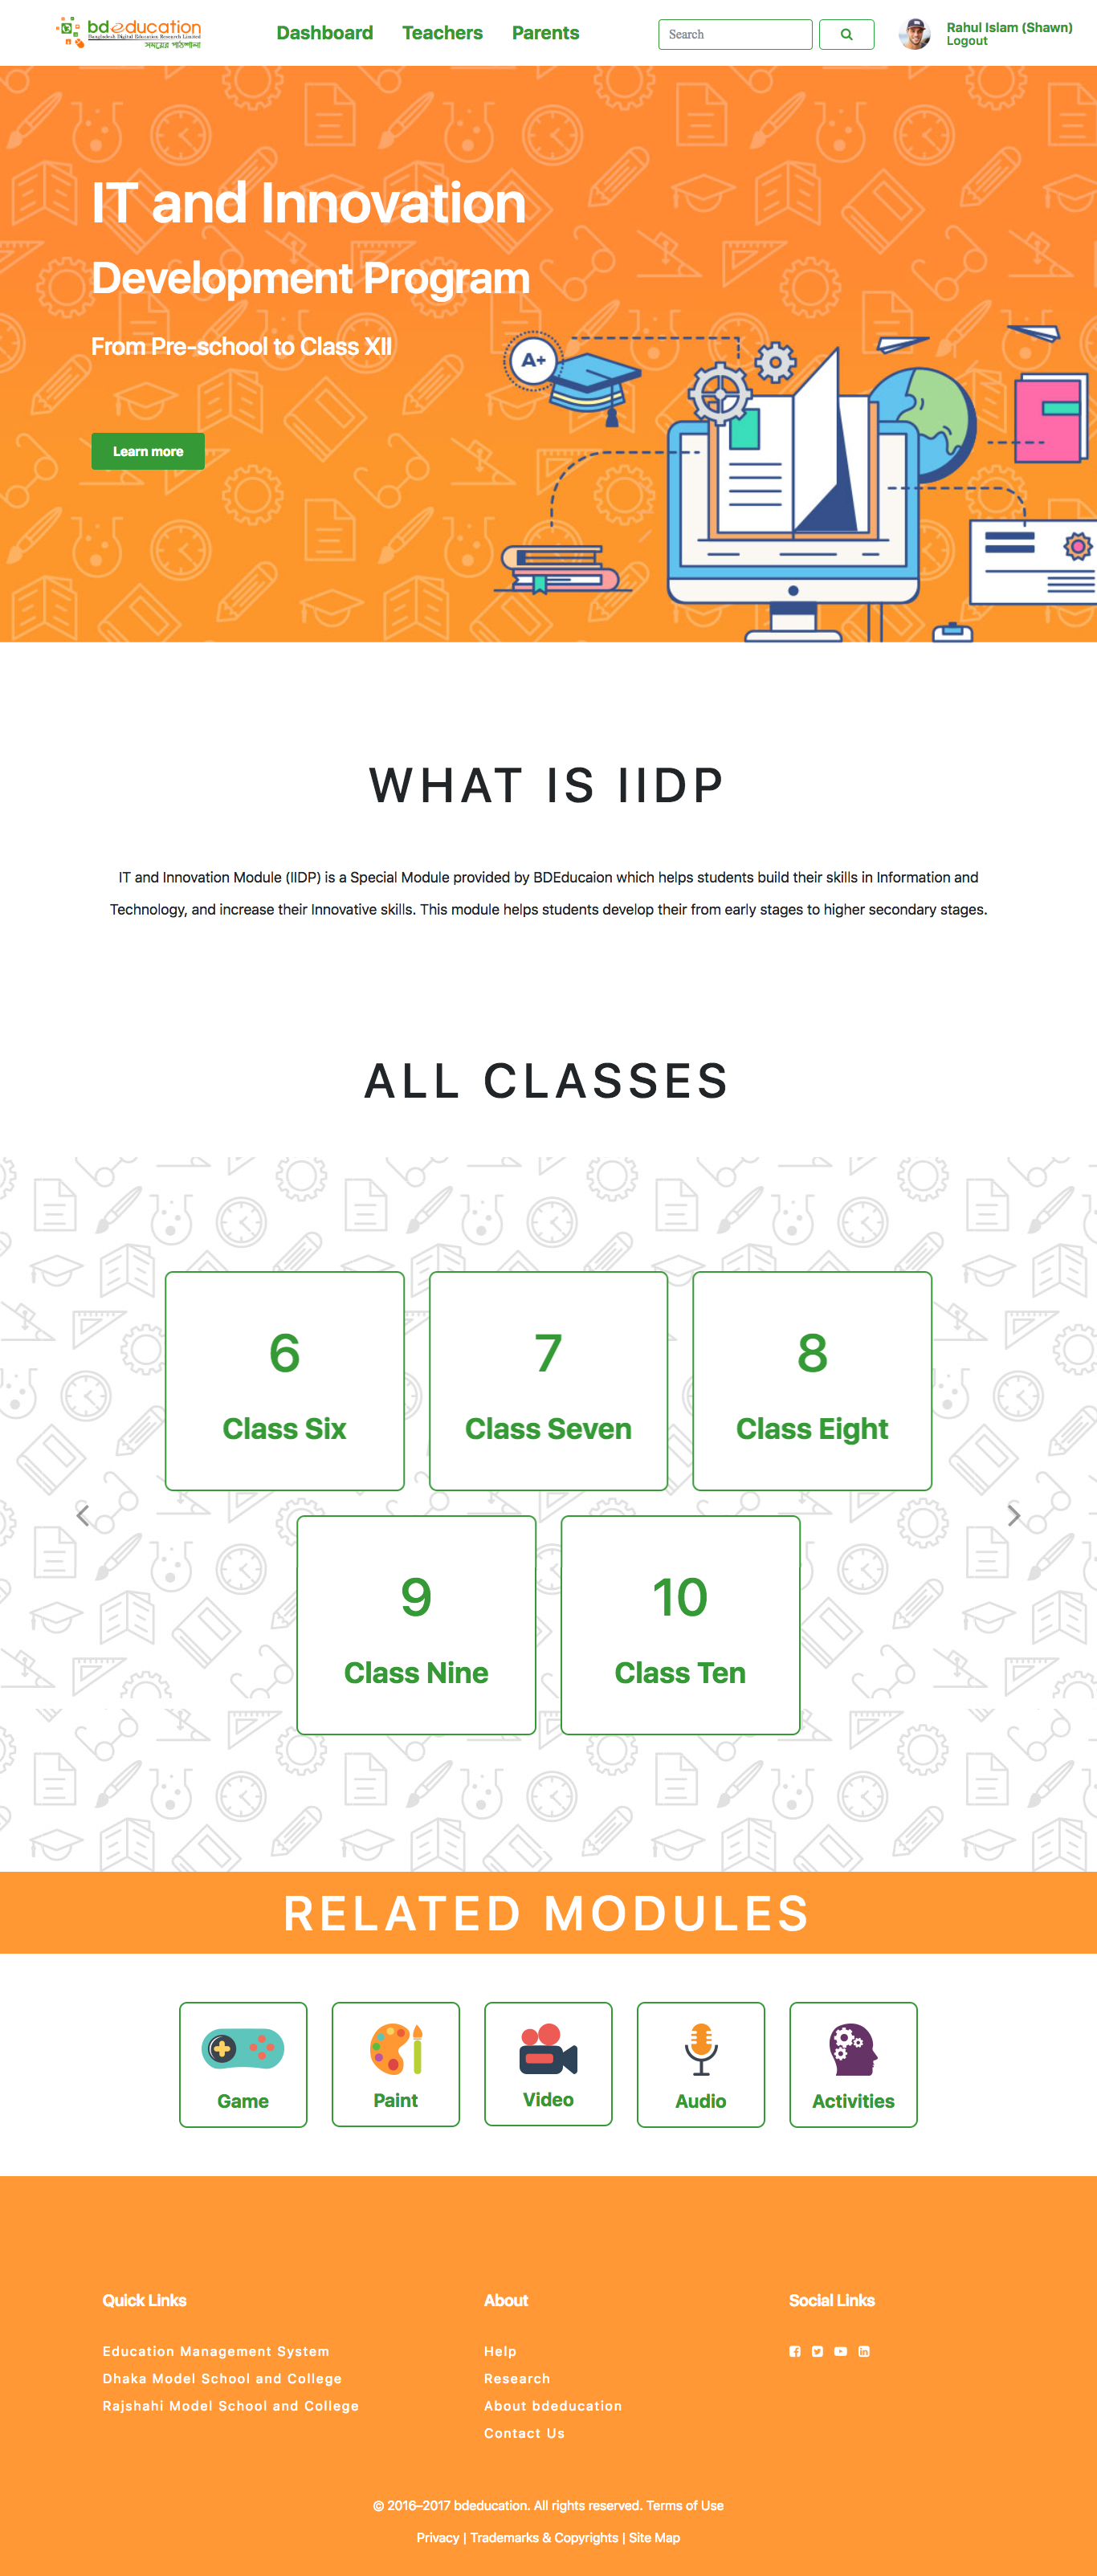 bdeducation
Bangladesh Digital Education Research Limited
সময়ের পাঠশালা
Dashboard
Teachers
Parents
Search
Rahul Islam (Shawn)
Logout
IT and Innovation
Development Program
From Pre-school to Class XII
Learn more
A+
WHAT IS IIDP
IT and Innovation Module (IIDP) is a Special Module provided by BDEducaion which helps students build their skills in Information and
Technology, and increase their Innovative skills. This module helps students develop their from early stages to higher secondary stages.
ALL CLASSES
6
Class Six
7
Class Seven
8
Class Eight
9
Class Nine
10
Class Ten
RELATED MODULES
Game
Paint
Video
Audio
Activities
Quick Links
Education Management System
Dhaka Model School and College
Rajshahi Model School and College
About
Help
Research
About bdeducation
Contact Us
Social Links
© 2016–2017 bdeducation. All rights reserved. Terms of Use
Privacy | Trademarks & Copyrights | Site Map